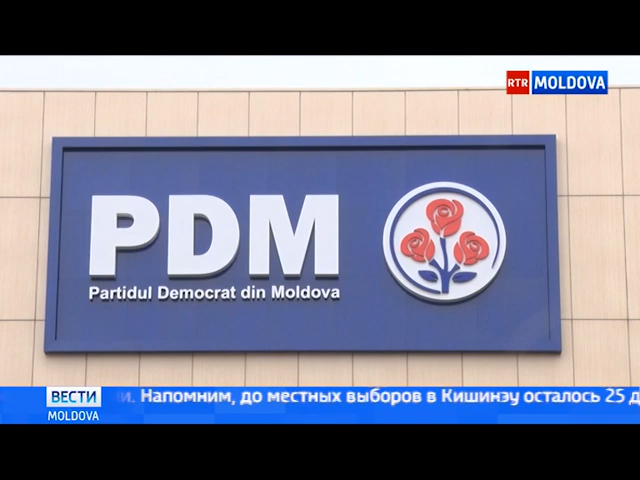 RTR MOLDOVA
PDM
Partidul Democrat din Moldova
ВЕСТИ
MOLDOVA
Напомним, до местных выборов в Кишинэу осталось 25